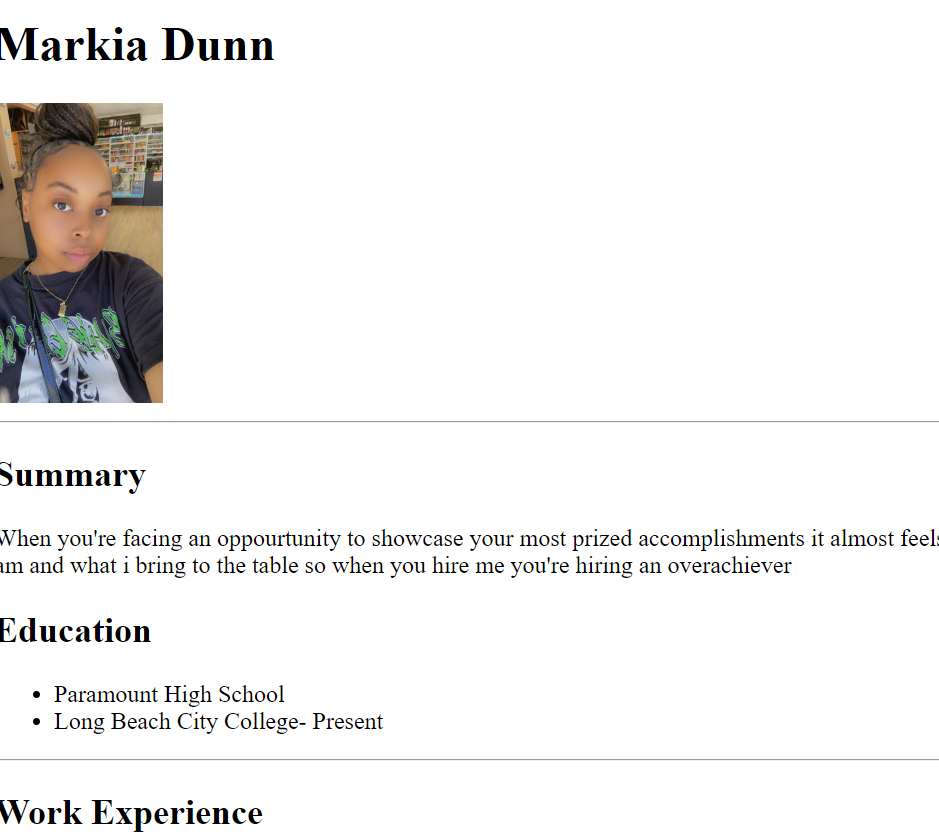 Markia Dunn
Summary
When you're facing an oppourtunity to showcase your most prized accomplishments it almost feels
am and what i bring to the table so when you hire me you're hiring an overachiever
Education
Paramount High School
Long Beach City College- Present
Work Experience